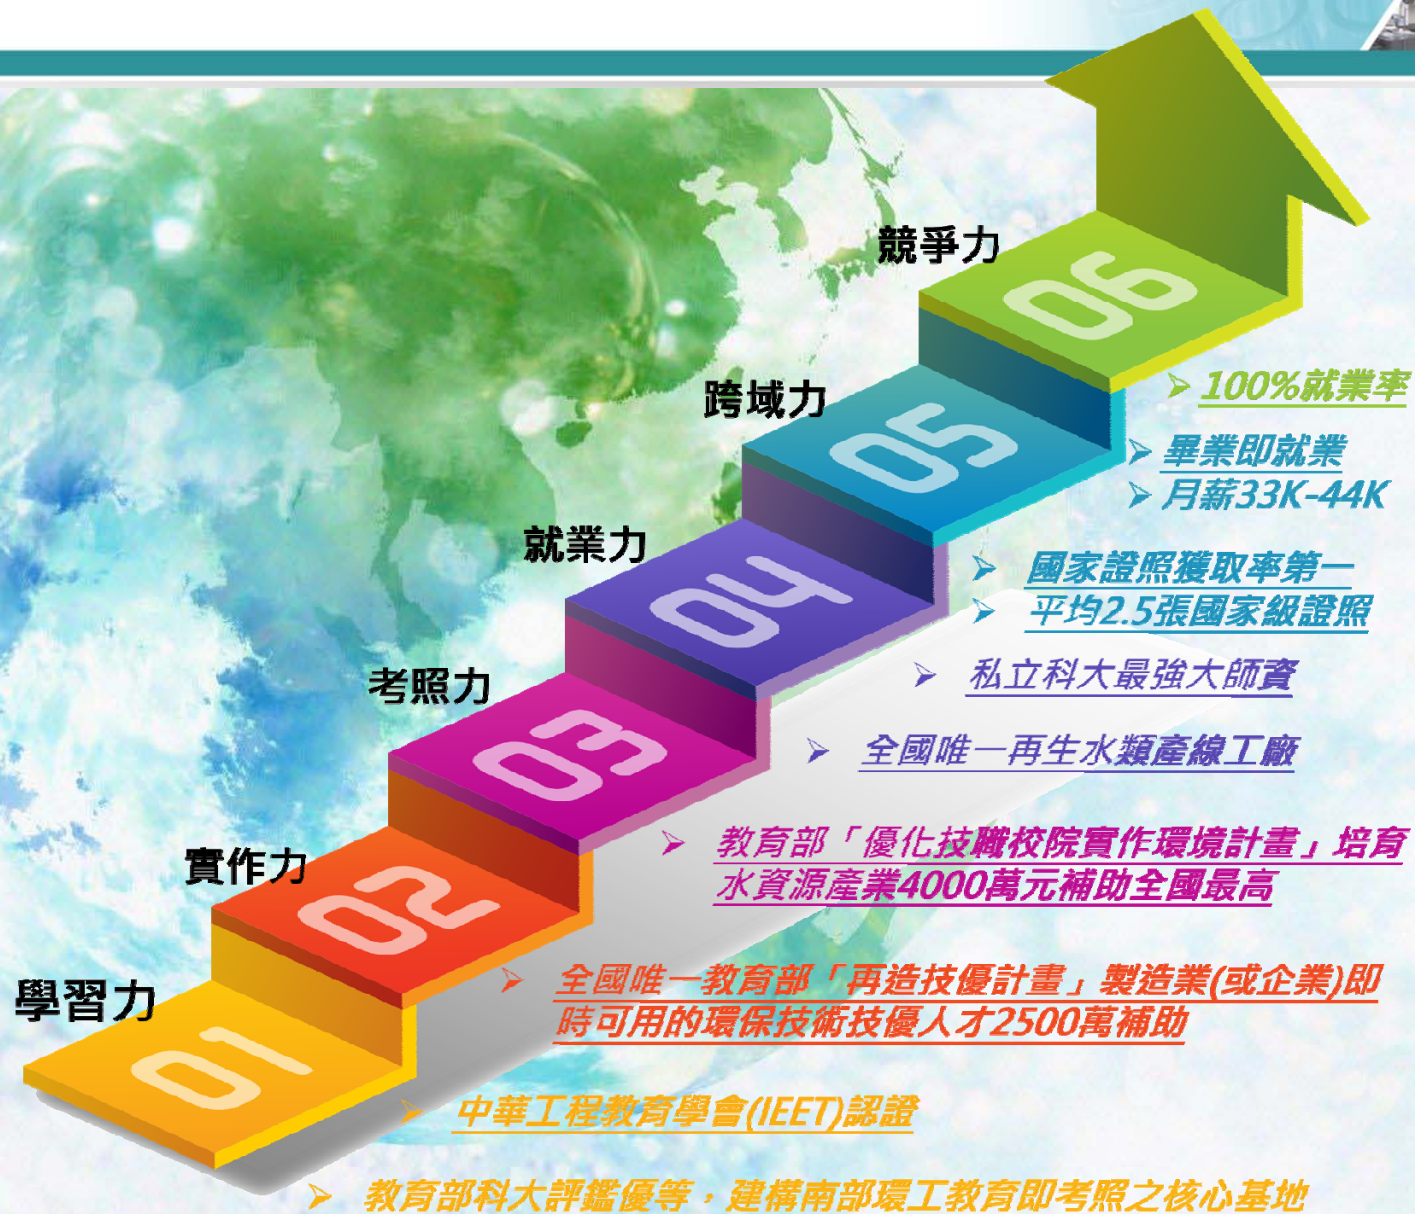 競爭力
06
100%就業率
跨域力
05
畢業即就業
月薪33K-44K
就業力
04
國家證照獲取率第一
平均2.5張國家級證照
私立科大最強大師資
考照力
03
全國唯一再生水類產線工廠
教育部「優化技職校院實作環境計畫」培育
水資源產業4000萬元補助全國最高
實作力
02
全國唯一教育部「再造技優計畫」製造業(或企業)即
時可用的環保技術技優人才2500萬補助
學習力
01
中華工程教育學會(IEET)認證
教育部科大評鑑優等，建構南部環工教育即考照之核心基地